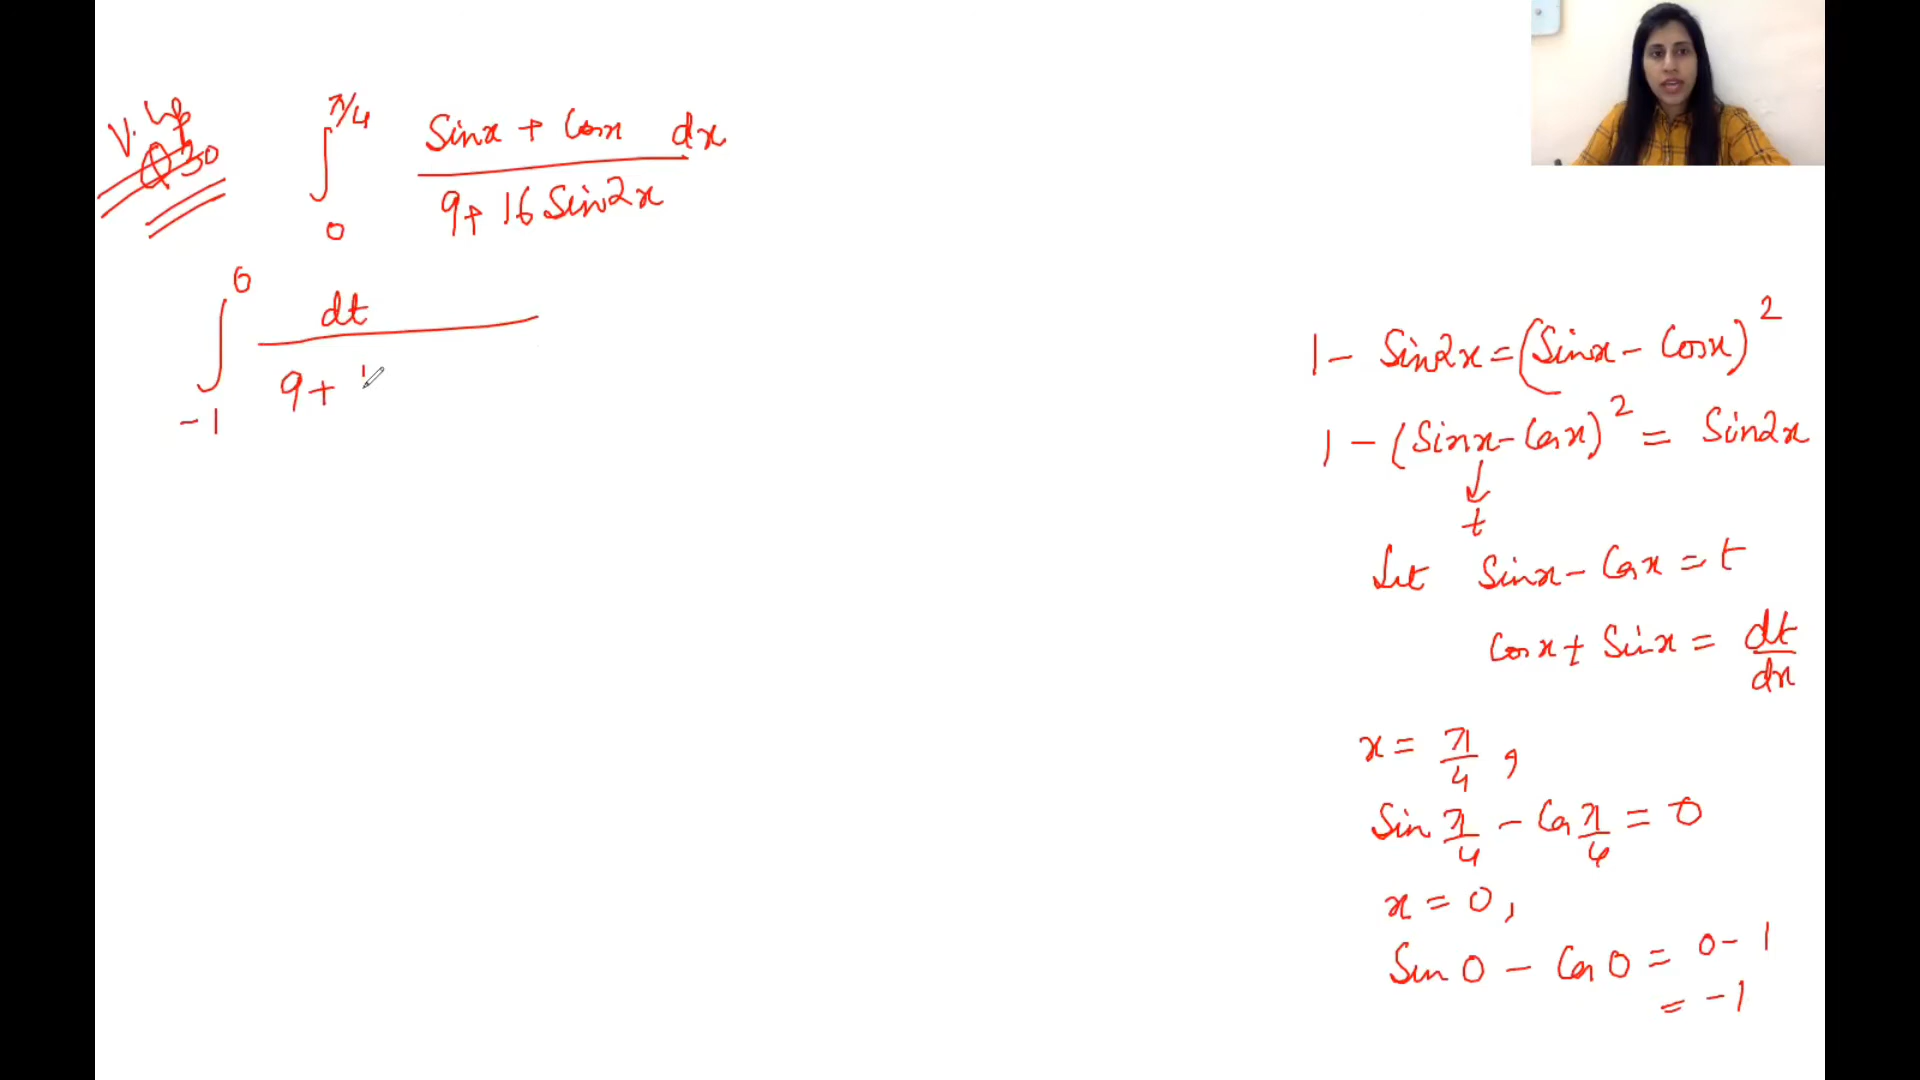 V. Imp
Q30
∫₀^π/4 (Sinx + Cosx dx) / (9 + 16 Sin2x)
∫₋₁^0 dt / (9 +
1 - Sin2x = (Sinx - Cosx)²
1 - (Sinx - Cosx)² = Sin2x
↓
t
Let Sinx - Cosx = t
Cosx + Sinx = dt/dx
x = π/4 ,
Sin π/4 - Cos π/4 = 0
x = 0 ,
Sin 0 - Cos 0 = 0 - 1
= -1